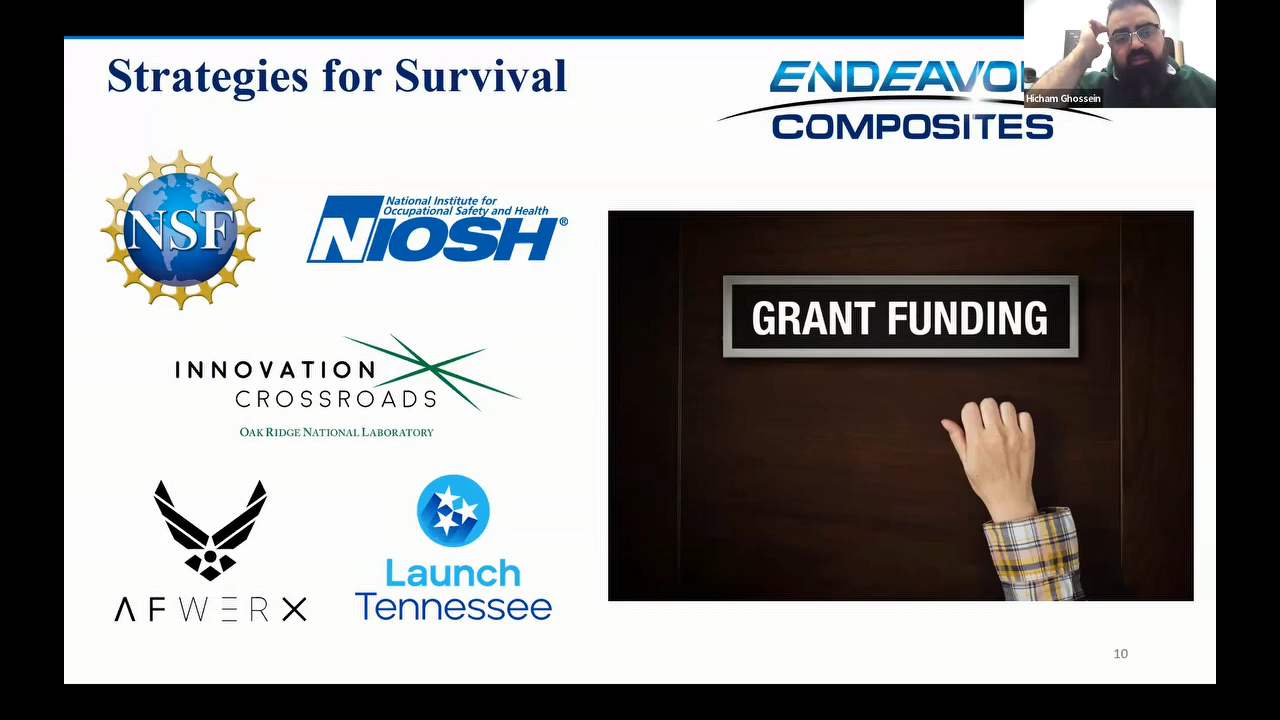 Strategies for Survival
ENDEAVO
COMPOSITES
Hicham Ghossein
NSF
National Institute for
Occupational Safety and Health
NIOSH®
GRANT FUNDING
INNOVATION
CROSSROADS
OAK RIDGE NATIONAL LABORATORY
AFWERX
Launch
Tennessee
10